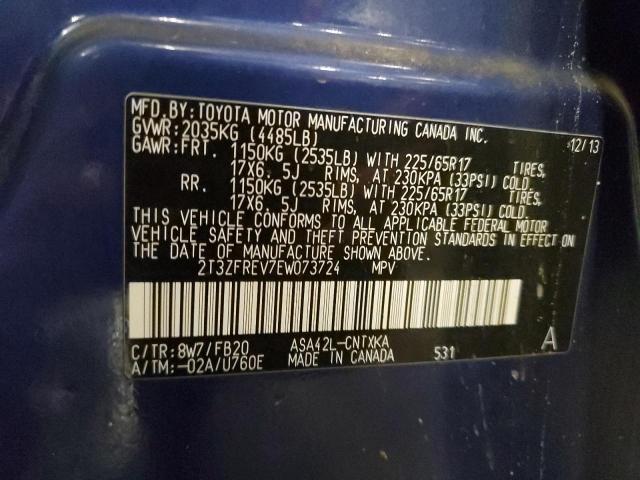 MFD.BY:TOYOTA MOTOR MANUFACTURING CANADA INC. 12/13
GVWR:2035KG (4485LB)
GAWR:FRT. 1150KG (2535LB) WITH 225/65R17 TIRES,
17X6.5J RIMS, AT 230KPA (33PSI) COLD.
RR. 1150KG (2535LB) WITH 225/65R17 TIRES,
17X6.5J RIMS, AT 230KPA (33PSI) COLD.
THIS VEHICLE CONFORMS TO ALL APPLICABLE FEDERAL MOTOR
VEHICLE SAFETY AND THEFT PREVENTION STANDARDS IN EFFECT ON
THE DATE OF MANUFACTURE SHOWN ABOVE.
2T3ZFREV7EW073724 MPV
C/TR:8W7/FB20 ASA42L-CNTXKA A
A/TM:-02A/U760E MADE IN CANADA 531